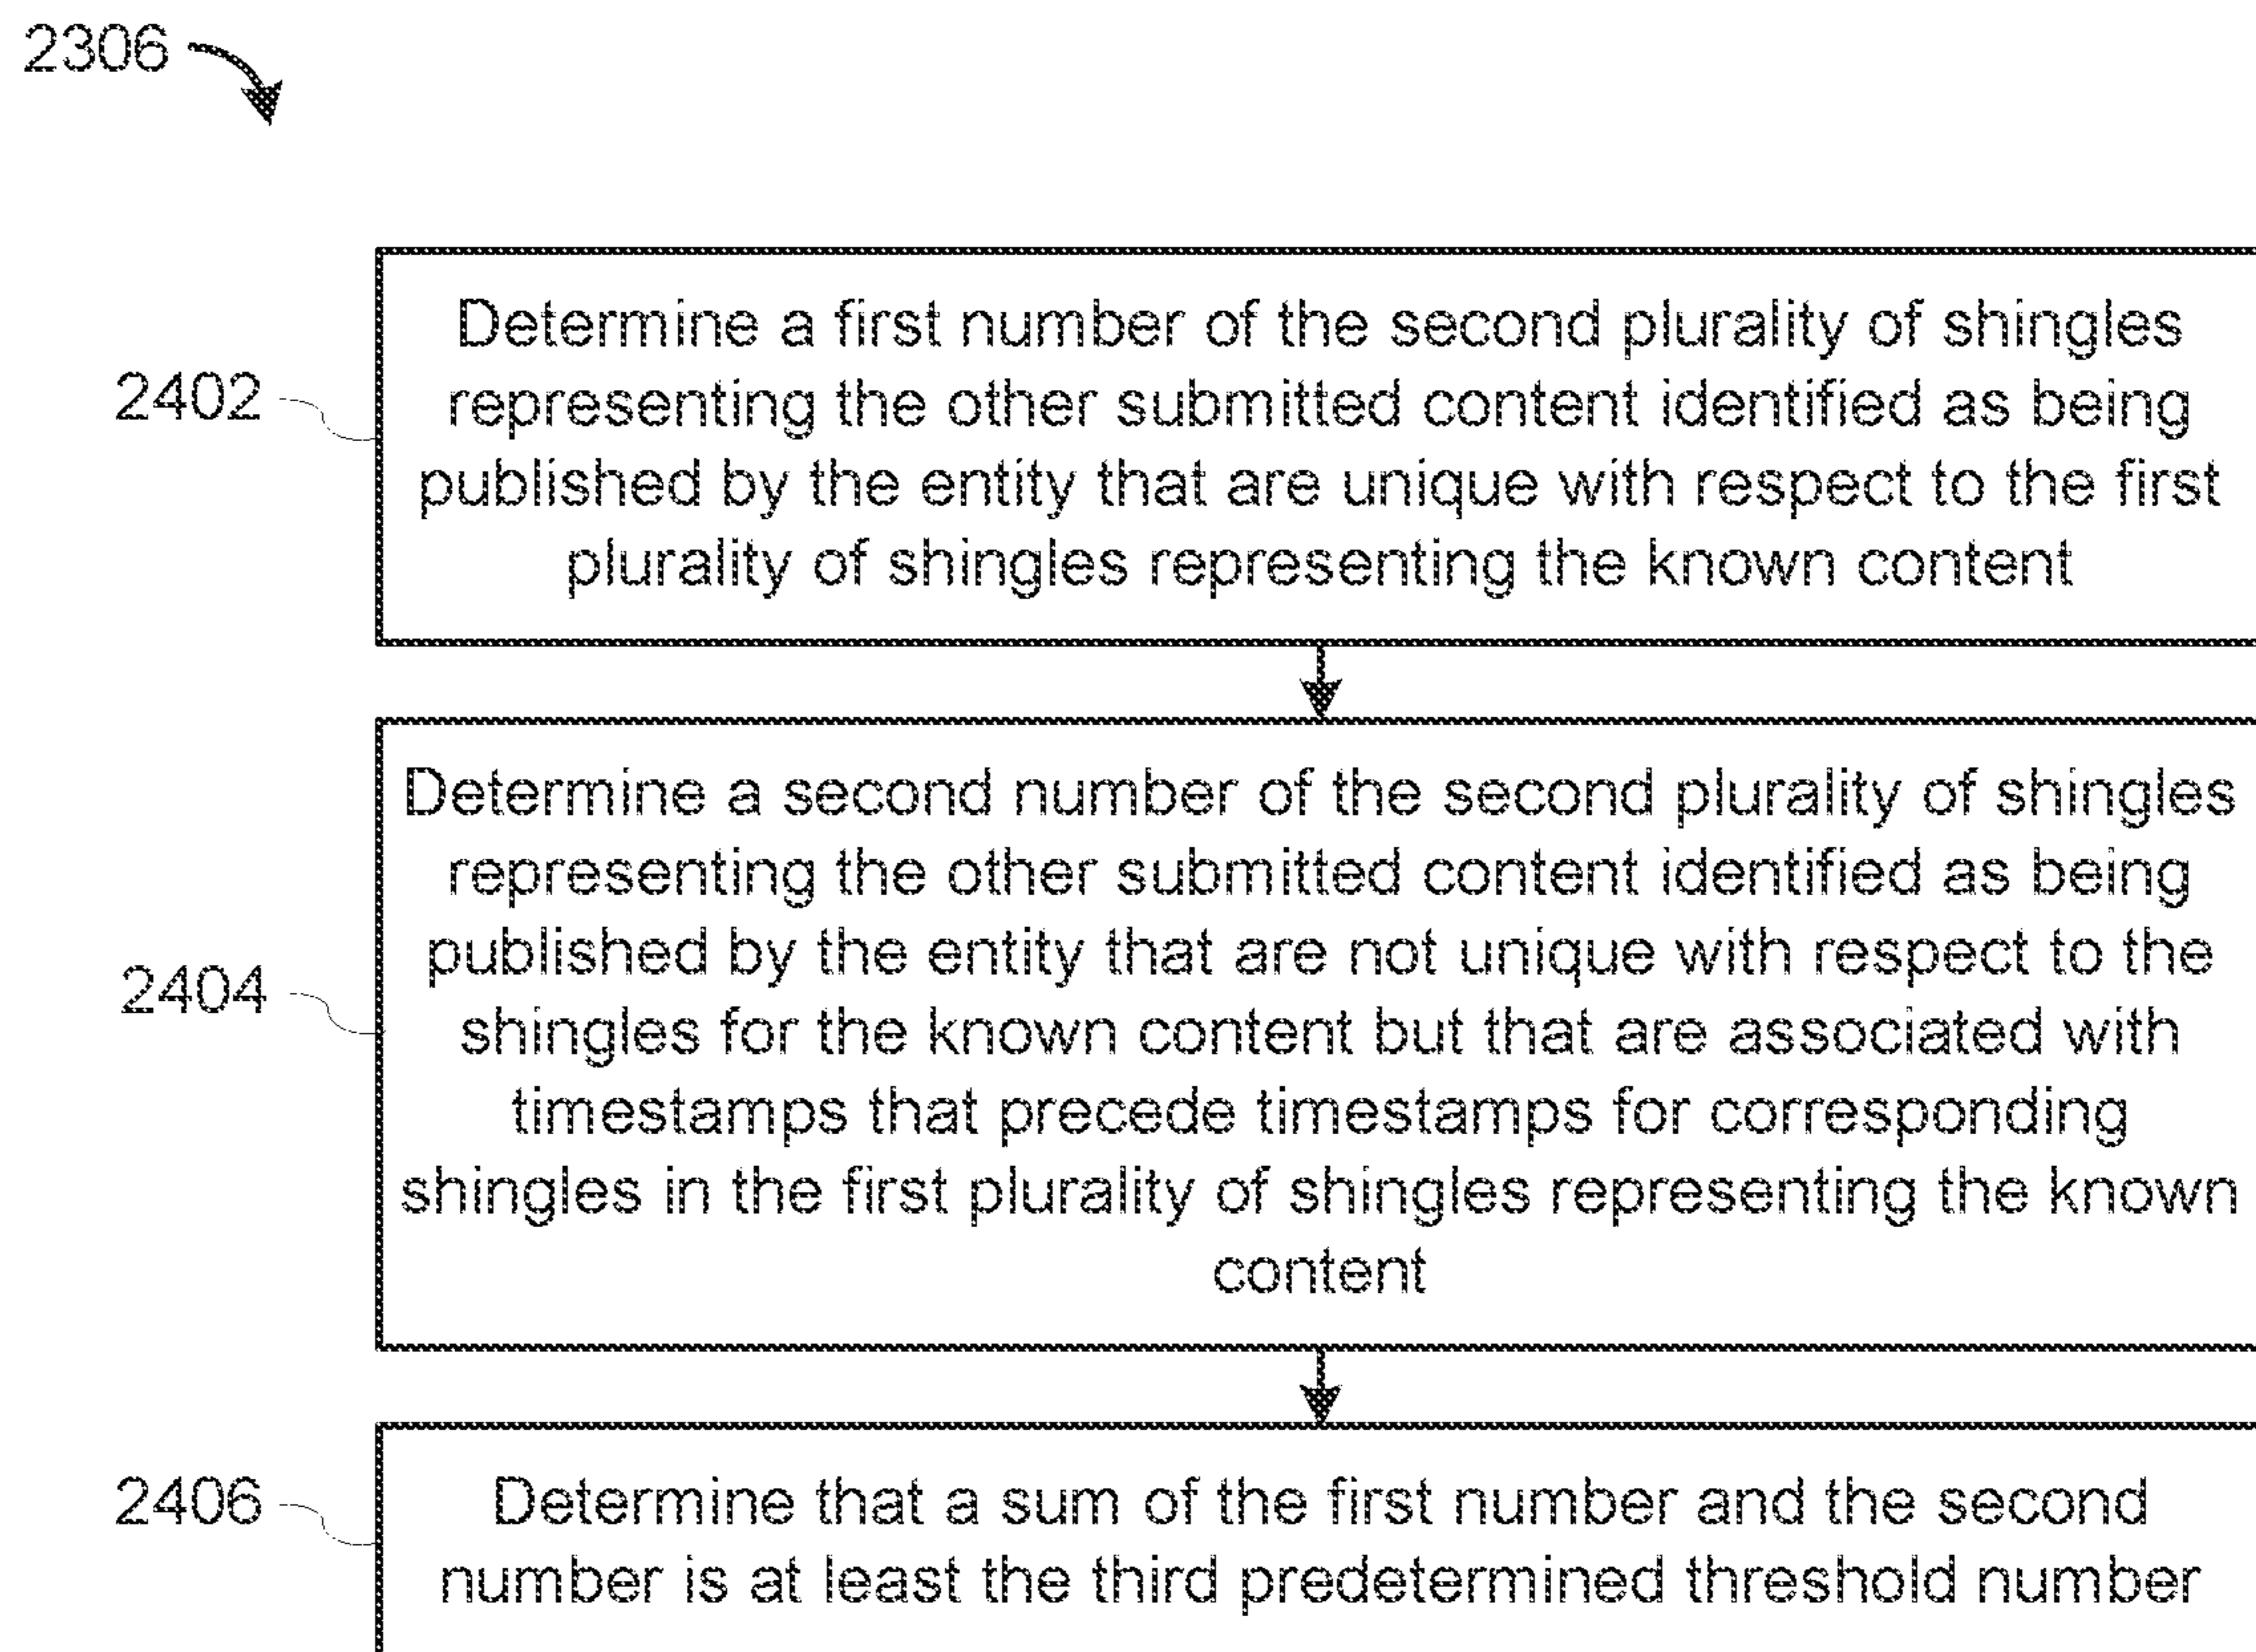 2306
2402
Determine a first number of the second plurality of shingles
representing the other submitted content identified as being
published by the entity that are unique with respect to the first
plurality of shingles representing the known content
2404
Determine a second number of the second plurality of shingles
representing the other submitted content identified as being
published by the entity that are not unique with respect to the
shingles for the known content but that are associated with
timestamps that precede timestamps for corresponding
shingles in the first plurality of shingles representing the known
content
2406
Determine that a sum of the first number and the second
number is at least the third predetermined threshold number